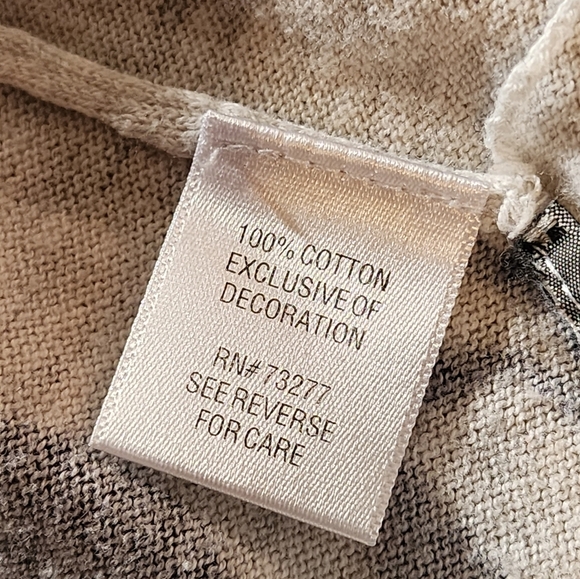 100% COTTON
EXCLUSIVE OF
DECORATION
RN# 73277
SEE REVERSE
FOR CARE